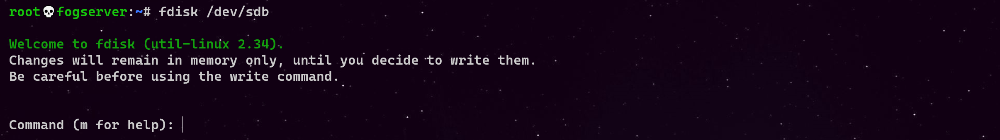 root💀fogserver:~# fdisk /dev/sdb
Welcome to fdisk (util-linux 2.34).
Changes will remain in memory only, until you decide to write them.
Be careful before using the write command.
Command (m for help):